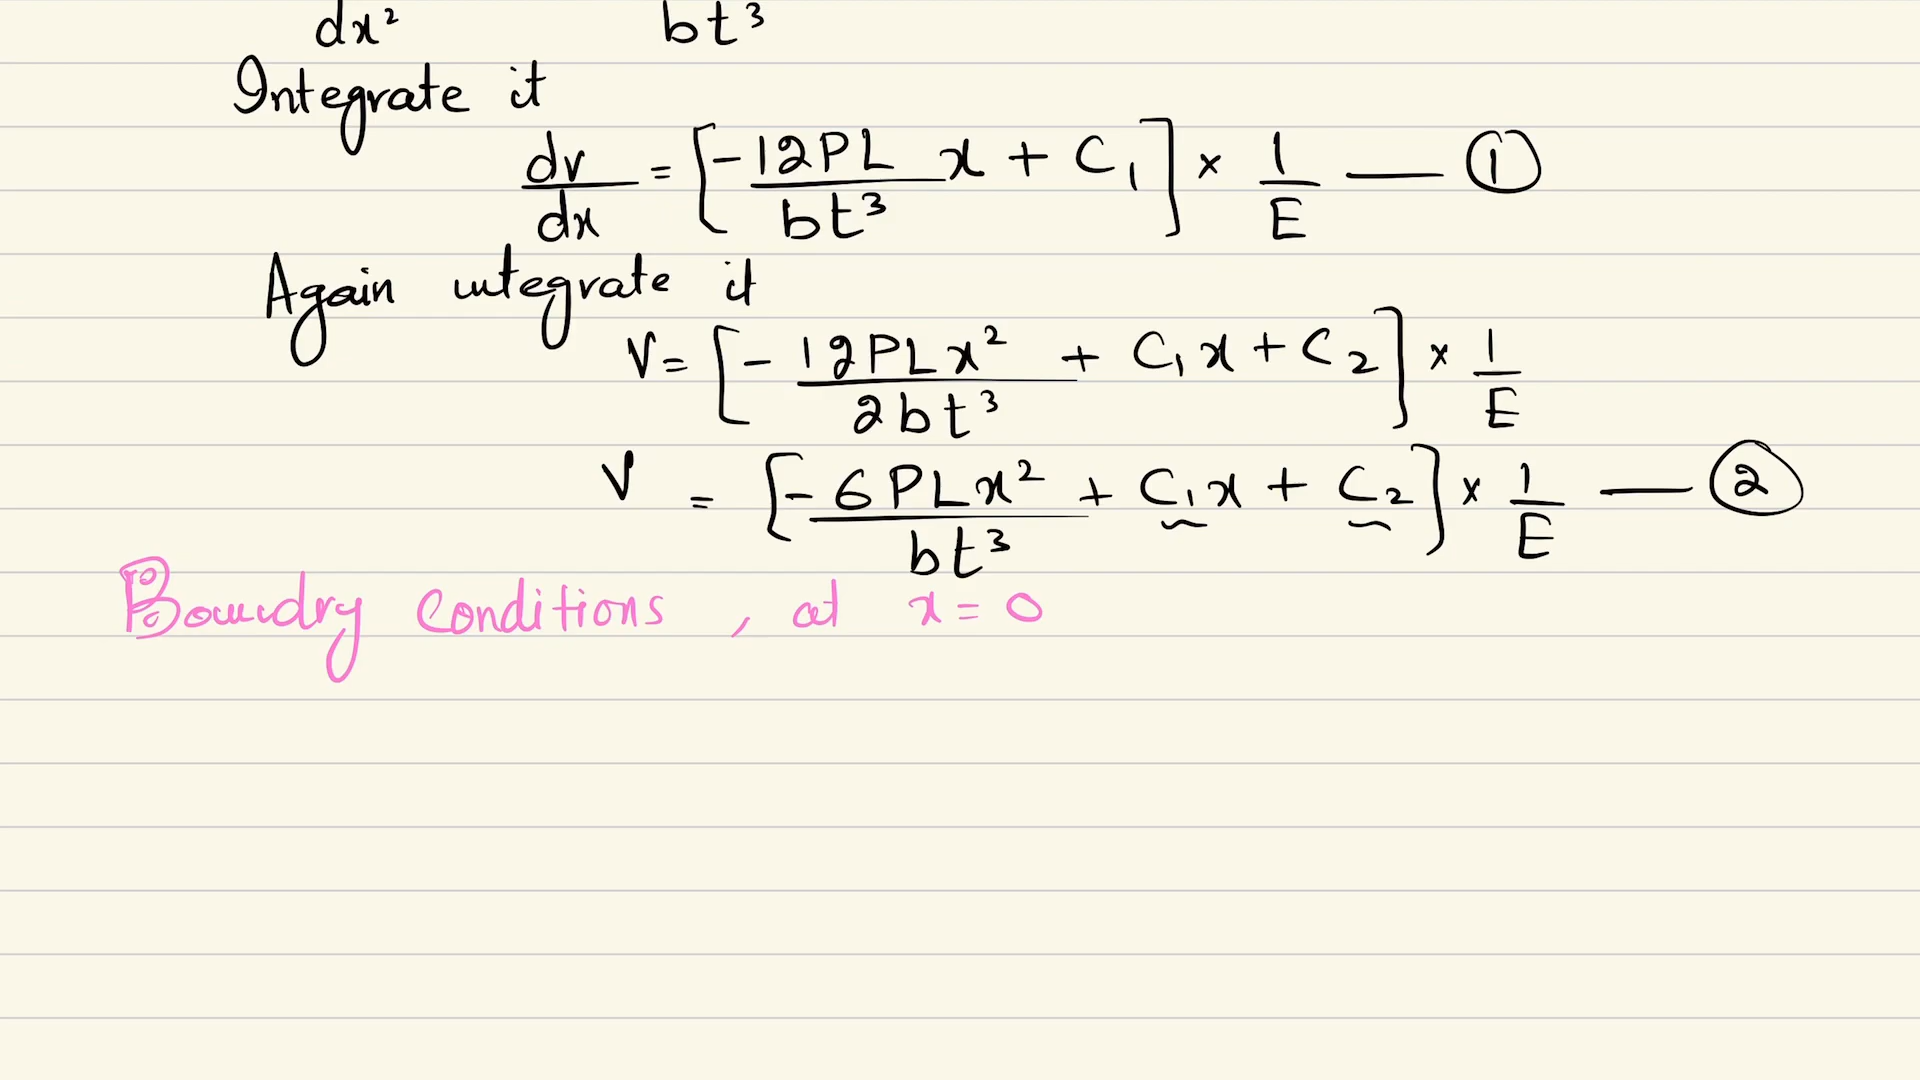 dx² bt³
Integrate it
dv/dx = [-12PL/bt³ x + C₁] × 1/E — ①
Again integrate it
V = [- 12PLx²/2bt³ + C₁x + C₂] × 1/E
V = [- 6PLx²/bt³ + C₁x + C₂] × 1/E — ②
Boundry conditions, at x = 0